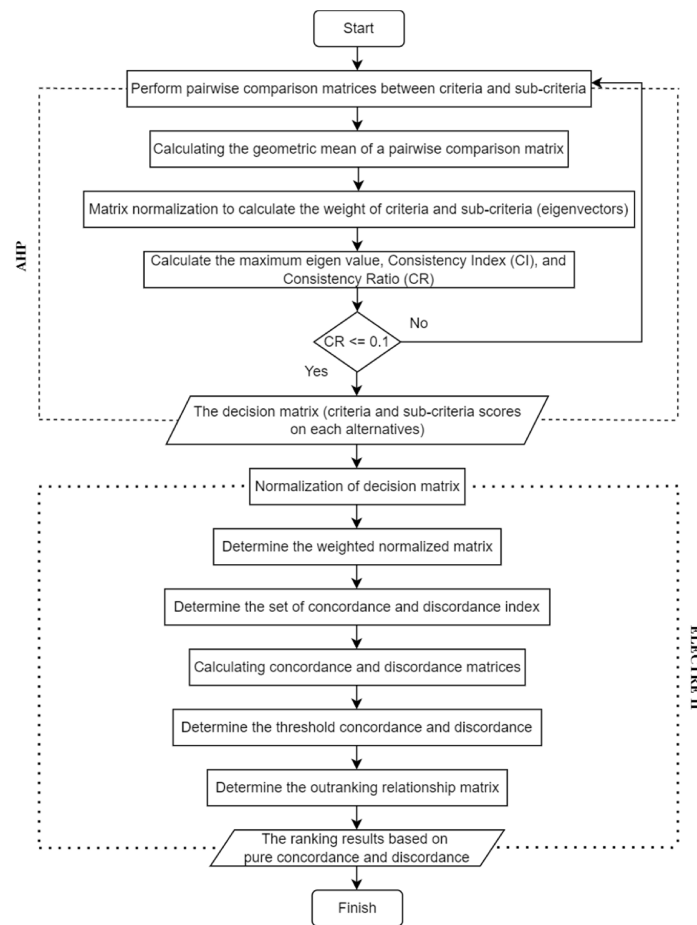 Start
Perform pairwise comparison matrices between criteria and sub-criteria
Calculating the geometric mean of a pairwise comparison matrix
Matrix normalization to calculate the weight of criteria and sub-criteria (eigenvectors)
AHP
Calculate the maximum eigen value, Consistency Index (CI), and
Consistency Ratio (CR)
No
CR <= 0.1
Yes
The decision matrix (criteria and sub-criteria scores
on each alternatives)
Normalization of decision matrix
Determine the weighted normalized matrix
Determine the set of concordance and discordance index
Calculating concordance and discordance matrices
ELECTRE II
Determine the threshold concordance and discordance
Determine the outranking relationship matrix
The ranking results based on
pure concordance and discordance
Finish